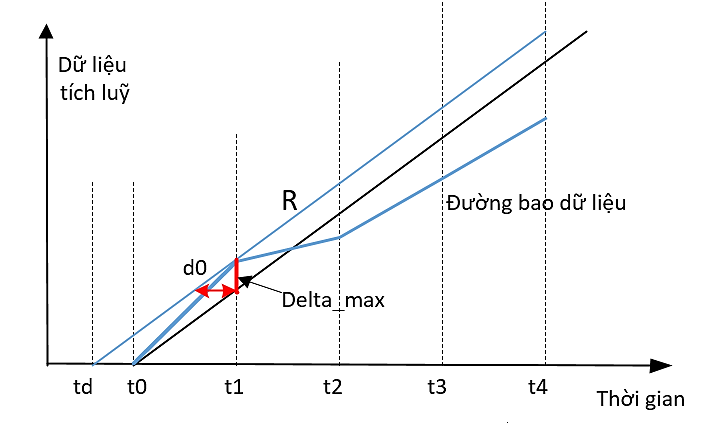 Dữ liệu
tích luỹ
R
Đường bao dữ liệu
d0
Delta_max
td
t0
t1
t2
t3
t4
Thời gian